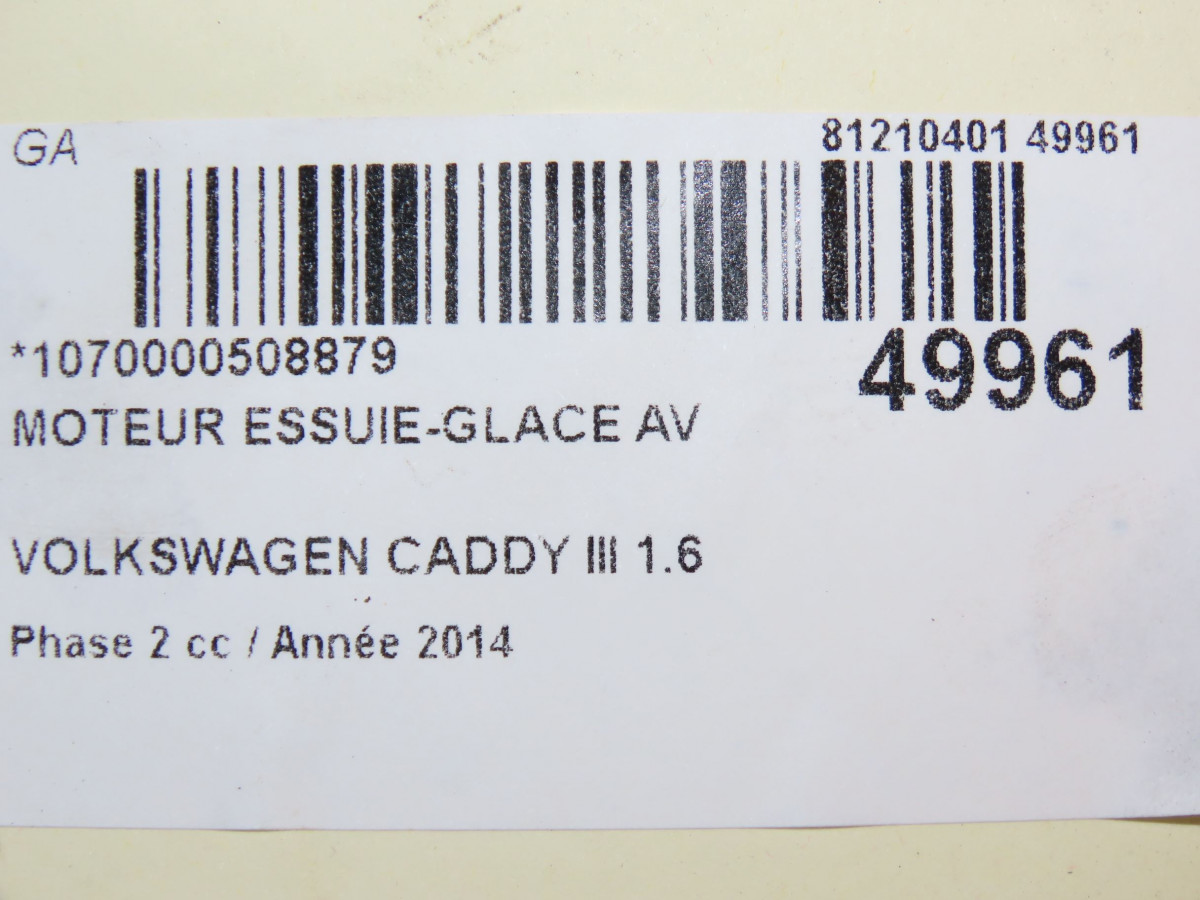 GA
81210401 49961
*1070000508879
49961
MOTEUR ESSUIE-GLACE AV
VOLKSWAGEN CADDY III 1.6
Phase 2 cc / Année 2014